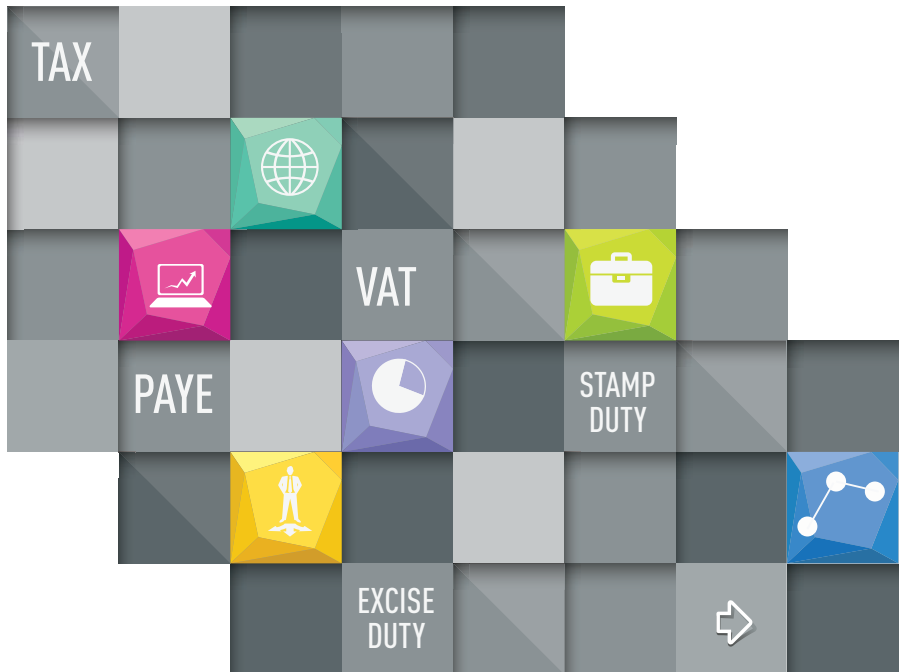 TAX
VAT
PAYE
STAMP
DUTY
EXCISE
DUTY